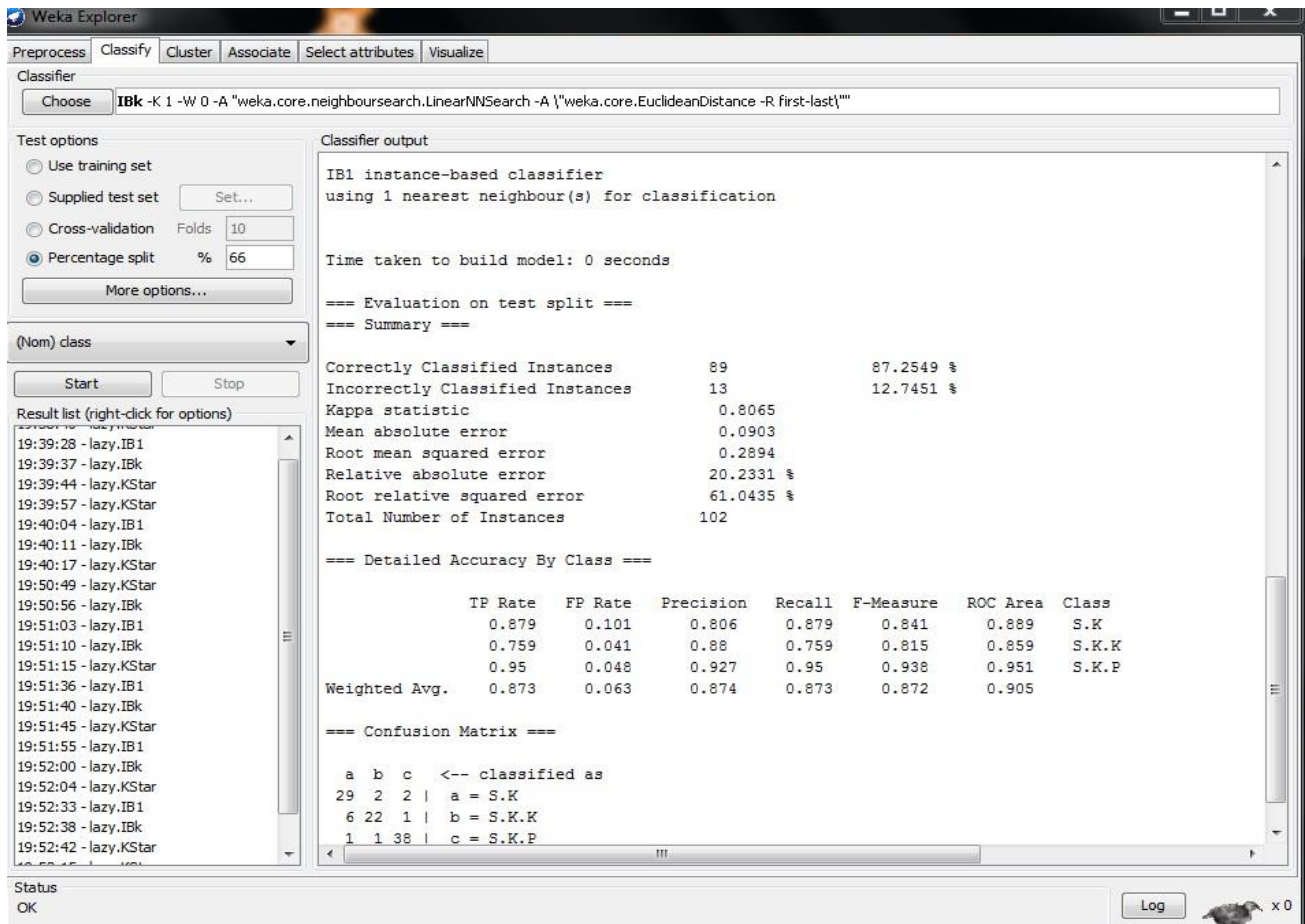 Weka Explorer
Preprocess Classify Cluster Associate Select attributes Visualize
Classifier
Choose IBk -K 1 -W 0 -A "weka.core.neighboursearch.LinearNNSearch -A \"weka.core.EuclideanDistance -R first-last\""
Test options
Use training set
Supplied test set Set...
Cross-validation Folds 10
Percentage split % 66
More options...
(Nom) class
Start Stop
Result list (right-click for options)
19:39:28 - lazy.IB1
19:39:37 - lazy.IBk
19:39:44 - lazy.KStar
19:39:57 - lazy.KStar
19:40:04 - lazy.IB1
19:40:11 - lazy.IBk
19:40:17 - lazy.KStar
19:50:49 - lazy.KStar
19:50:56 - lazy.IBk
19:51:03 - lazy.IB1
19:51:10 - lazy.IBk
19:51:15 - lazy.KStar
19:51:36 - lazy.IB1
19:51:40 - lazy.IBk
19:51:45 - lazy.KStar
19:51:55 - lazy.IB1
19:52:00 - lazy.IBk
19:52:04 - lazy.KStar
19:52:33 - lazy.IB1
19:52:38 - lazy.IBk
19:52:42 - lazy.KStar
Classifier output
IB1 instance-based classifier
using 1 nearest neighbour(s) for classification
Time taken to build model: 0 seconds
=== Evaluation on test split ===
=== Summary ===
Correctly Classified Instances 89 87.2549 %
Incorrectly Classified Instances 13 12.7451 %
Kappa statistic 0.8065
Mean absolute error 0.0903
Root mean squared error 0.2894
Relative absolute error 20.2331 %
Root relative squared error 61.0435 %
Total Number of Instances 102
=== Detailed Accuracy By Class ===
TP Rate FP Rate Precision Recall F-Measure ROC Area Class
0.879 0.101 0.806 0.879 0.841 0.889 S.K
0.759 0.041 0.88 0.759 0.815 0.859 S.K.K
0.95 0.048 0.927 0.95 0.938 0.951 S.K.P
Weighted Avg. 0.873 0.063 0.874 0.873 0.872 0.905
=== Confusion Matrix ===
a b c <-- classified as
29 2 2 | a = S.K
6 22 1 | b = S.K.K
1 1 38 | c = S.K.P
Status
OK
Log x 0